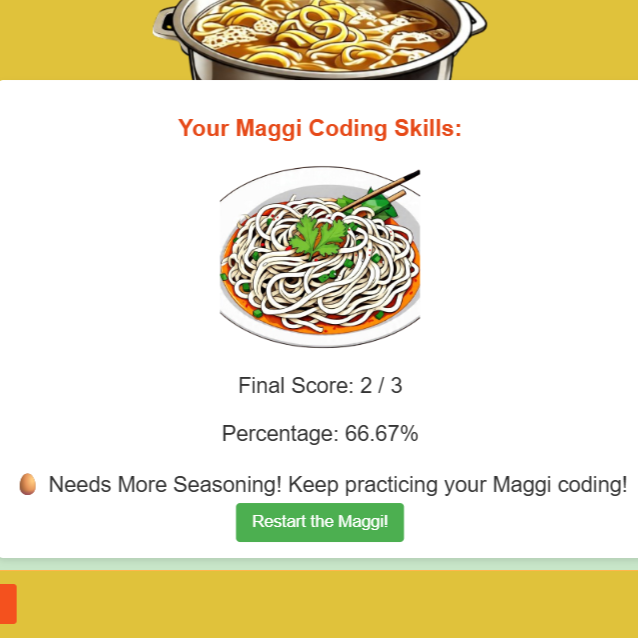 Your Maggi Coding Skills:
Final Score: 2 / 3
Percentage: 66.67%
🥚 Needs More Seasoning! Keep practicing your Maggi coding!
Restart the Maggi!